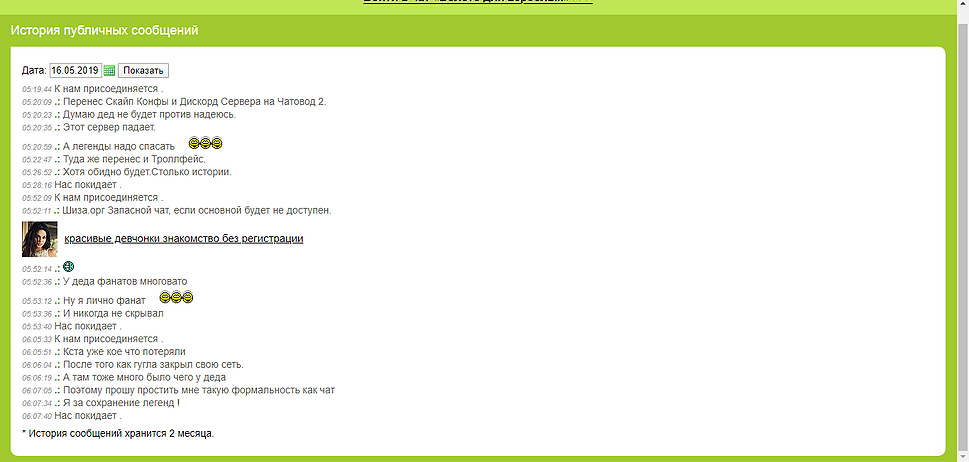 История публичных сообщений
Дата: 16.05.2019 Показать
05:19:44 К нам присоединяется .
05:20:09 .: Перенес Скайп Конфы и Дискорд Сервера на Чатовод 2.
05:20:23 .: Думаю дед не будет против надеюсь.
05:20:35 .: Этот сервер падает.
05:20:59 .: А легенды надо спасать
05:22:47 .: Туда же перенес и Троллфейс.
05:26:52 .: Хотя обидно будет.Столько истории.
05:28:16 Нас покидает .
05:52:09 К нам присоединяется .
05:52:11 .: Шиза.орг Запасной чат, если основной будет не доступен.
красивые девчонки знакомство без регистрации
05:52:14 .:
05:52:36 .: У деда фанатов многовато
05:53:12 .: Ну я лично фанат
05:53:36 .: И никогда не скрывал
05:53:40 Нас покидает .
06:05:33 К нам присоединяется .
06:05:51 .: Кста уже кое что потеряли
06:06:04 .: После того как гугла закрыл свою сеть.
06:06:19 .: А там тоже много было чего у деда
06:07:05 .: Поэтому прошу простить мне такую формальность как чат
06:07:34 .: Я за сохранение легенд !
06:07:40 Нас покидает .
* История сообщений хранится 2 месяца.